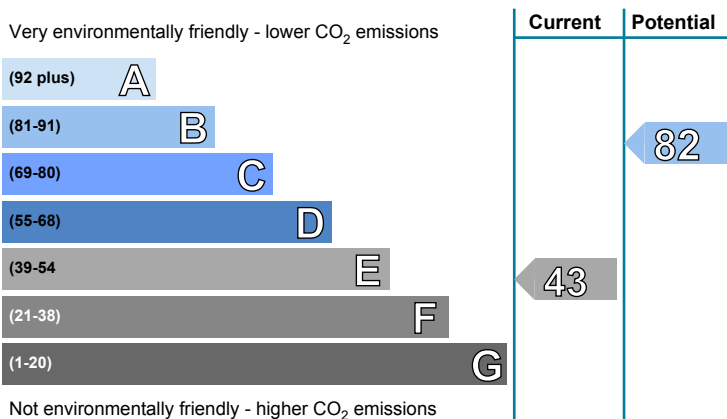 Very environmentally friendly - lower CO₂ emissions
Current
Potential
(92 plus) A
(81-91) B
82
(69-80) C
(55-68) D
(39-54 E
43
(21-38) F
(1-20) G
Not environmentally friendly - higher CO₂ emissions